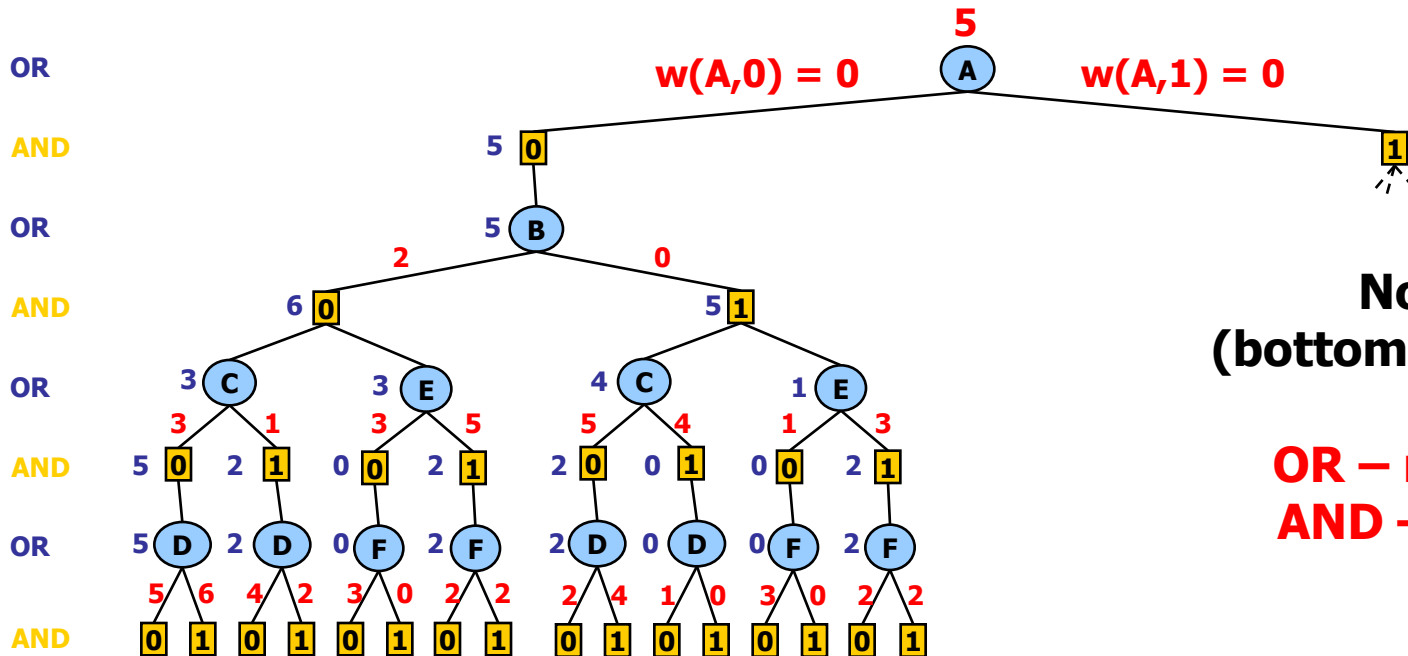 5
OR w(A,0) = 0 A w(A,1) = 0
AND 5 0 1
OR 5 B
2 0
AND 6 0 5 1
(bottom
OR 3 C 3 E 4 C 1 E
3 1 3 5 5 4 1 3
AND 5 0 2 1 0 0 2 1 2 0 0 1 0 0 2 1
OR –
AND
OR 5 D 2 D 0 F 2 F 2 D 0 D 0 F 2 F
5 6 4 2 3 0 2 2 2 4 1 0 3 0 2 2
AND 0 1 0 1 0 1 0 1 0 1 0 1 0 1 0 1